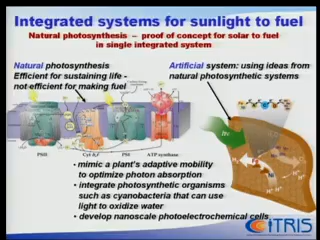 Integrated systems for sunlight to fuel
Natural photosynthesis – proof of concept for solar to fuel
in single integrated system
Natural photosynthesis
Efficient for sustaining life -
not efficient for making fuel
Artificial system: using ideas from
natural photosynthetic systems
hν
PSII Cyt b6f PSI ATP synthase
• mimic a plant's adaptive mobility
to optimize photon absorption
• integrate photosynthetic organisms
such as cyanobacteria that can use
light to oxidize water
• develop nanoscale photoelectrochemical cells
CITRIS